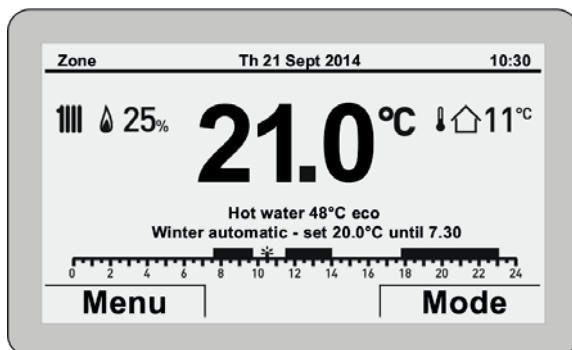 Zone Th 21 Sept 2014 10:30
25% 21.0°C 11°C
Hot water 48°C eco
Winter automatic - set 20.0°C until 7.30
0 2 4 6 8 10 12 14 16 18 20 22 24
Menu Mode